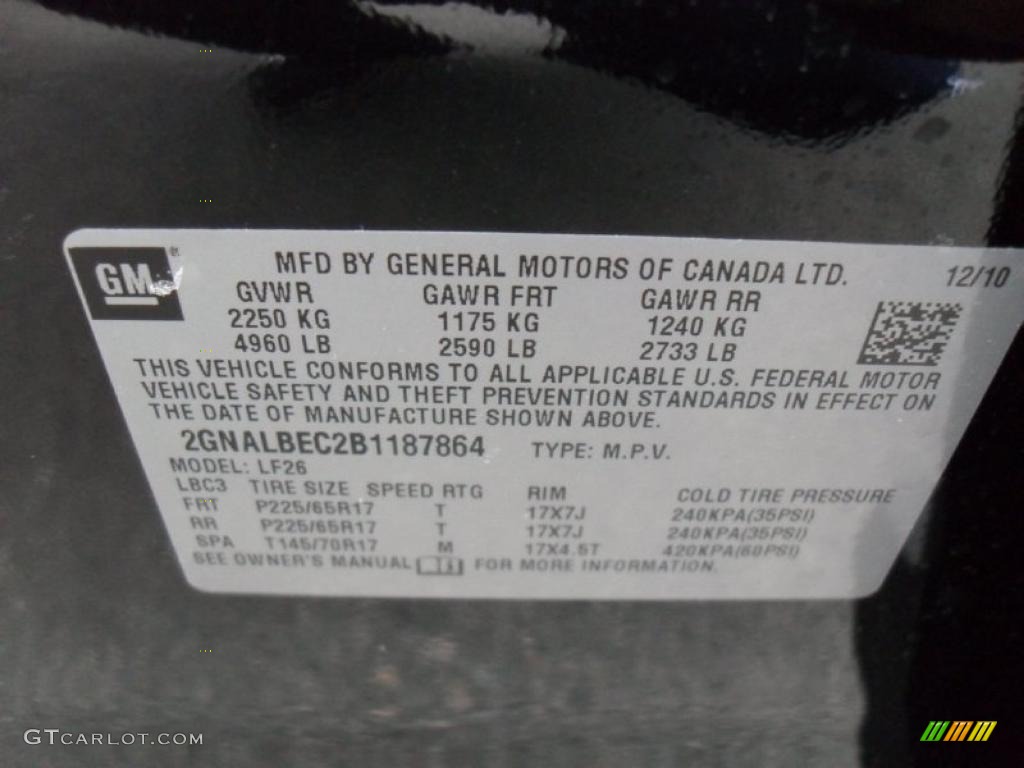 GM®
MFD BY GENERAL MOTORS OF CANADA LTD. 12/10
GVWR GAWR FRT GAWR RR
2250 KG 1175 KG 1240 KG
4960 LB 2590 LB 2733 LB
THIS VEHICLE CONFORMS TO ALL APPLICABLE U.S. FEDERAL MOTOR
VEHICLE SAFETY AND THEFT PREVENTION STANDARDS IN EFFECT ON
THE DATE OF MANUFACTURE SHOWN ABOVE.
2GNALBEC2B1187864 TYPE: M.P.V.
MODEL: LF26
LBC3 TIRE SIZE SPEED RTG RIM COLD TIRE PRESSURE
FRT P225/65R17 T 17X7J 240KPA(35PSI)
RR P225/65R17 T 17X7J 240KPA(35PSI)
SPA T145/70R17 M 17X4.5T 420KPA(60PSI)
SEE OWNER'S MANUAL FOR MORE INFORMATION.
GTCARLOT.COM